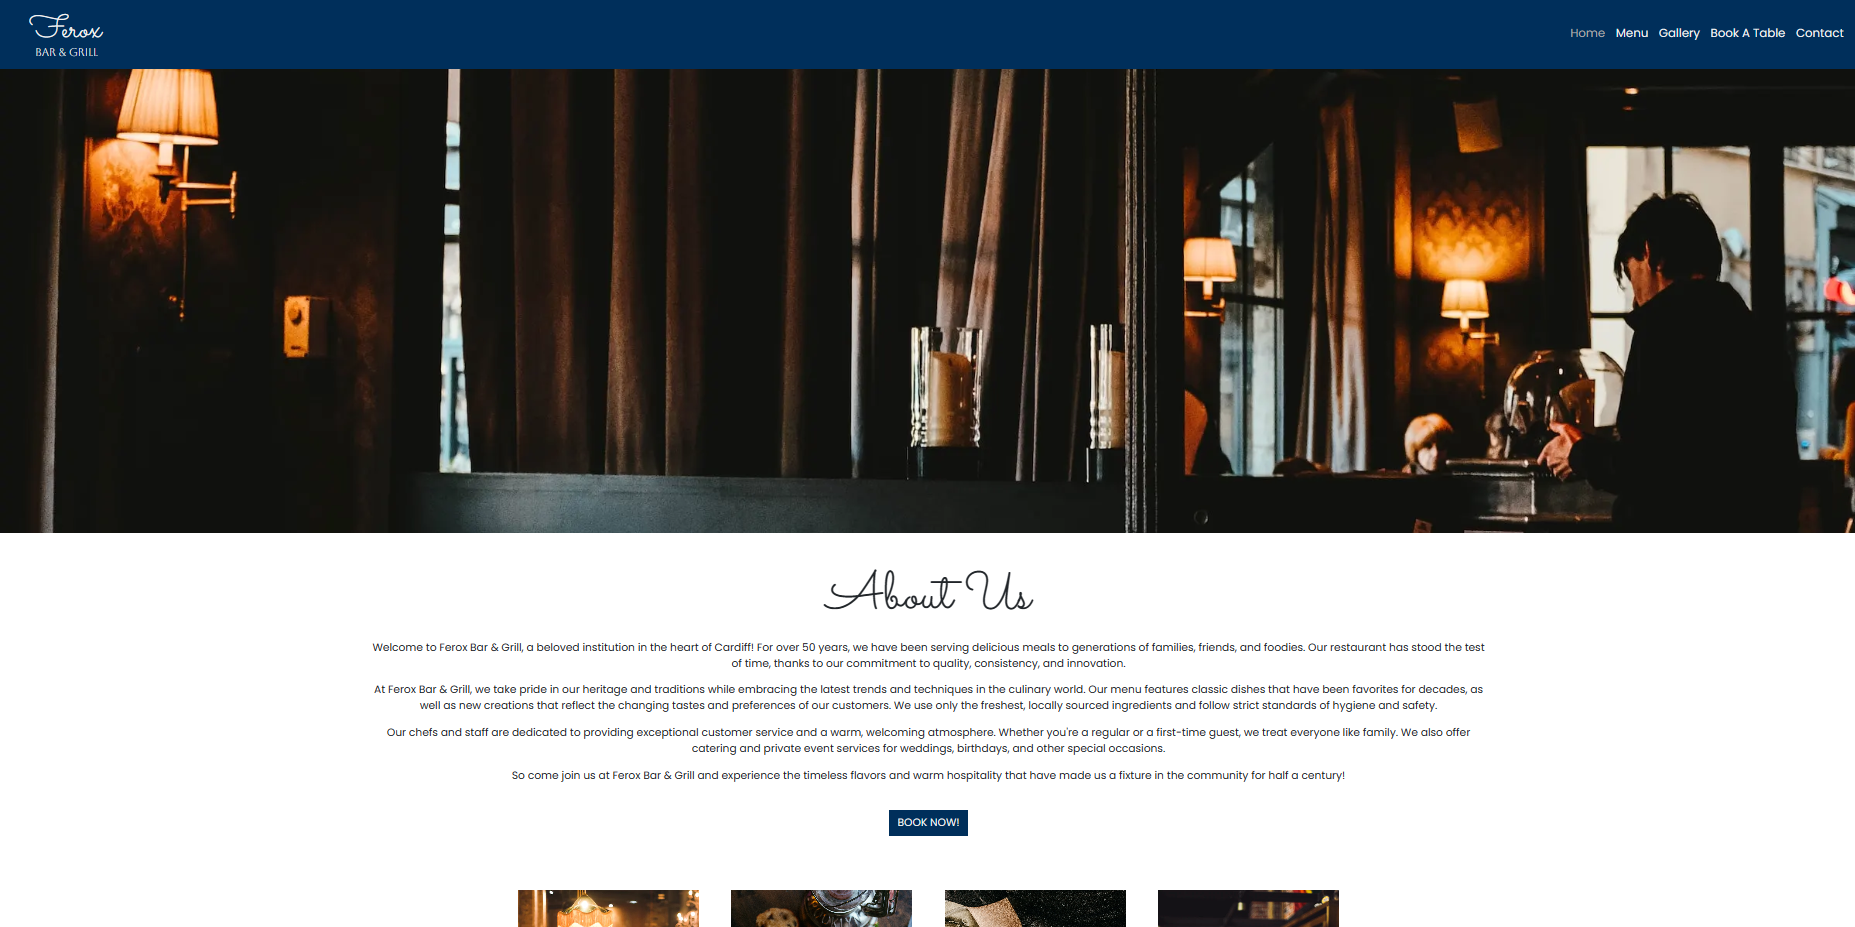 Ferox
BAR & GRILL
Home Menu Gallery Book A Table Contact
About Us
Welcome to Ferox Bar & Grill, a beloved institution in the heart of Cardiff! For over 50 years, we have been serving delicious meals to generations of families, friends, and foodies. Our restaurant has stood the test
of time, thanks to our commitment to quality, consistency, and innovation.
At Ferox Bar & Grill, we take pride in our heritage and traditions while embracing the latest trends and techniques in the culinary world. Our menu features classic dishes that have been favorites for decades, as
well as new creations that reflect the changing tastes and preferences of our customers. We use only the freshest, locally sourced ingredients and follow strict standards of hygiene and safety.
Our chefs and staff are dedicated to providing exceptional customer service and a warm, welcoming atmosphere. Whether you're a regular or a first-time guest, we treat everyone like family. We also offer
catering and private event services for weddings, birthdays, and other special occasions.
So come join us at Ferox Bar & Grill and experience the timeless flavors and warm hospitality that have made us a fixture in the community for half a century!
BOOK NOW!